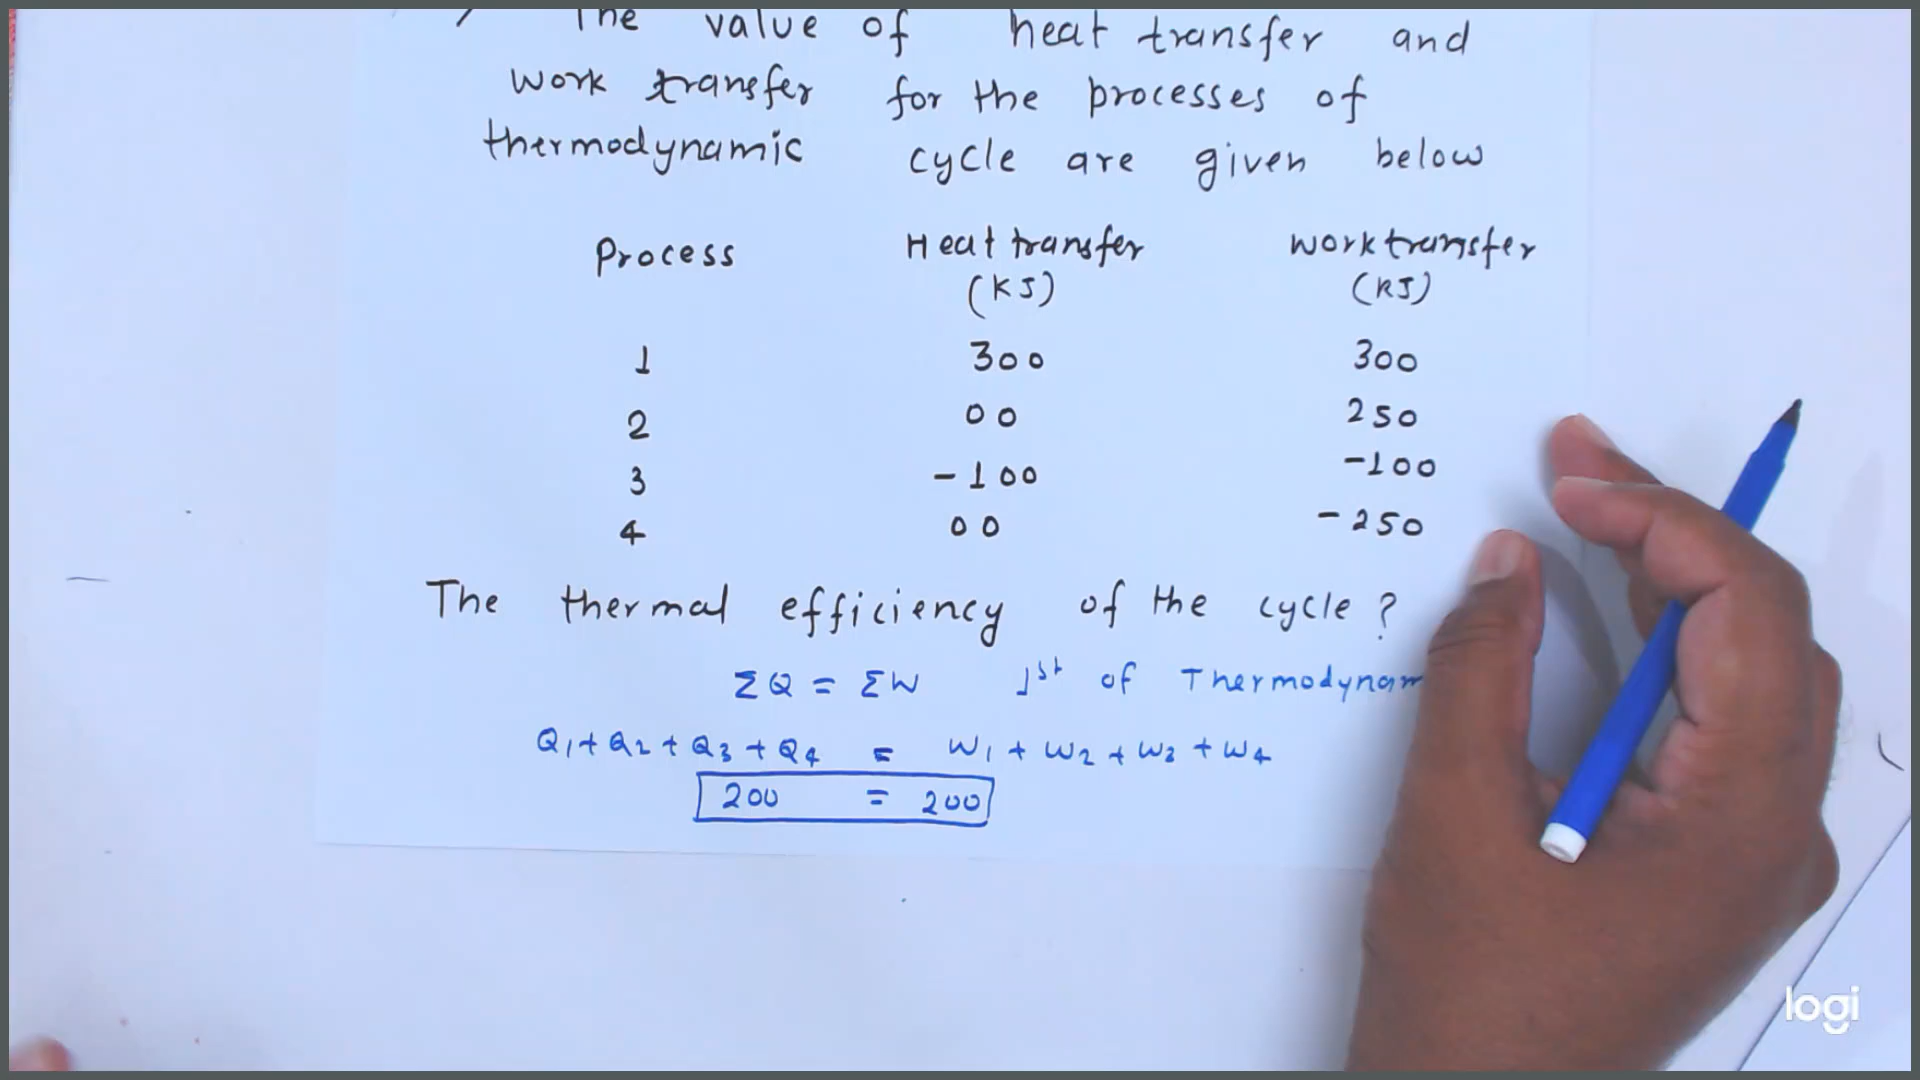 The value of heat transfer and
work transfer for the processes of
thermodynamic cycle are given below
Process Heat transfer work transfer
(KJ) (KJ)
1 300 300
2 00 250
3 -100 -100
4 00 -250
The thermal efficiency of the cycle?
ΣQ = ΣW 1st of Thermodynam
Q1+Q2+Q3+Q4 = W1+W2+W3+W4
200 = 200
logi